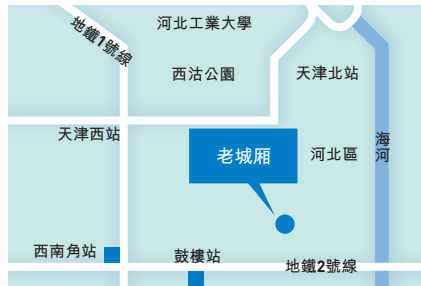 河北工業大學
地鐵1號線
西沽公園
天津北站
天津西站
老城厢
河北區
海河
西南角站
鼓樓站
地鐵2號線